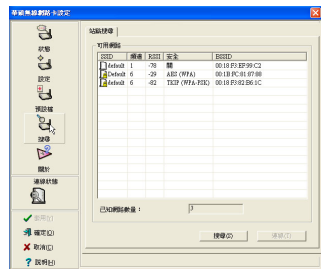 華碩無線網路卡設定
狀態
設定
預設檔
搜尋
關於
連線狀態
套用(A)
確定(O)
取消(C)
說明(H)
站點搜尋
可用網路
SSID 頻道 RSSI 安全 BSSID
default 1 -78 關 00:18:F3:EF:99:C2
Default 6 -29 AES (WPA) 00:1B:FC:01:87:88
default 6 -82 TKIP (WPA-PSK) 00:18:F3:82:B6:1C
已知網路數量： 3
搜尋(S) 連線(T)